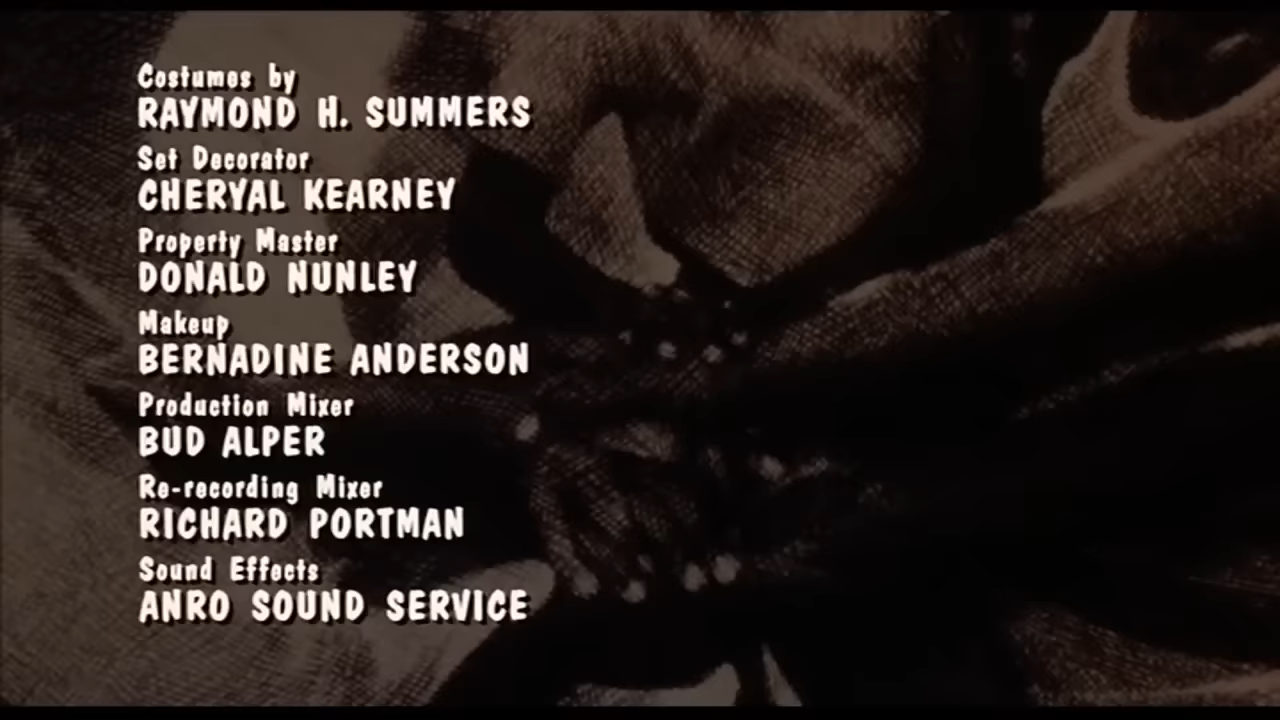 Costumes by
RAYMOND H. SUMMERS
Set Decorator
CHERYAL KEARNEY
Property Master
DONALD NUNLEY
Makeup
BERNADINE ANDERSON
Production Mixer
BUD ALPER
Re-recording Mixer
RICHARD PORTMAN
Sound Effects
ANRO SOUND SERVICE